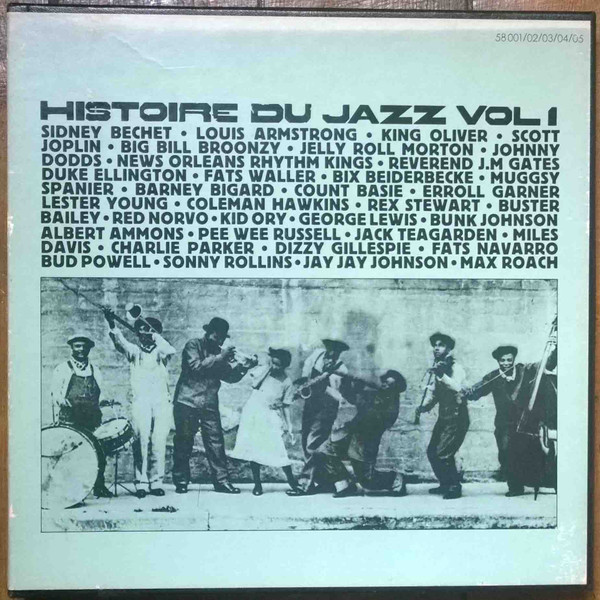 58001/02/03/04/05
HISTOIRE DU JAZZ VOL 1
SIDNEY BECHET • LOUIS ARMSTRONG • KING OLIVER • SCOTT
JOPLIN • BIG BILL BROONZY • JELLY ROLL MORTON • JOHNNY
DODDS • NEWS ORLEANS RHYTHM KINGS • REVEREND J.M GATES
DUKE ELLINGTON • FATS WALLER • BIX BEIDERBECKE • MUGGSY
SPANIER • BARNEY BIGARD • COUNT BASIE • ERROLL GARNER
LESTER YOUNG • COLEMAN HAWKINS • REX STEWART • BUSTER
BAILEY • RED NORVO • KID ORY • GEORGE LEWIS • BUNK JOHNSON
ALBERT AMMONS • PEE WEE RUSSELL • JACK TEAGARDEN • MILES
DAVIS • CHARLIE PARKER • DIZZY GILLESPIE • FATS NAVARRO
BUD POWELL • SONNY ROLLINS • JAY JAY JOHNSON • MAX ROACH